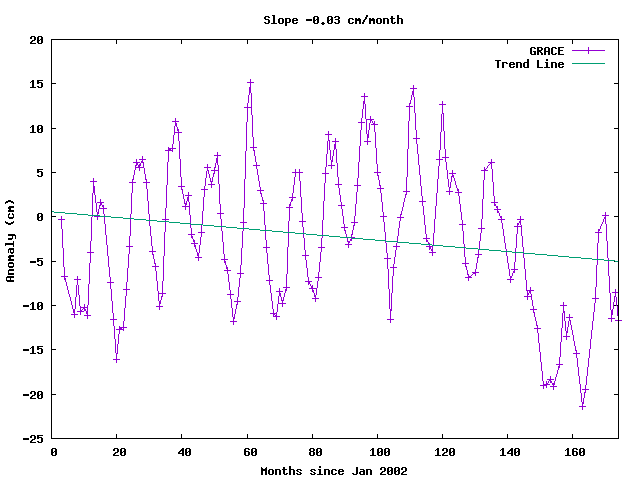 Slope -0.03 cm/month
GRACE
Trend Line
20
15
10
5
0
-5
-10
-15
-20
-25
Anomaly (cm)
0 20 40 60 80 100 120 140 160
Months since Jan 2002